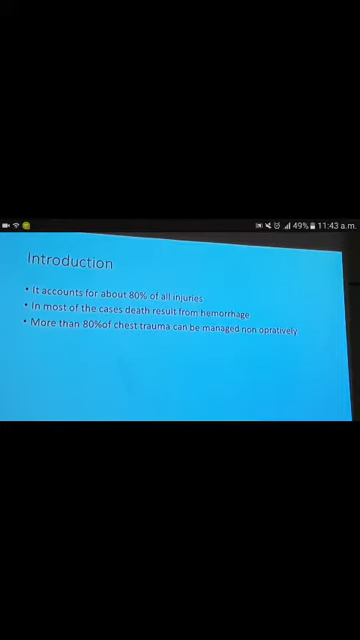 49% 11:43 a.m.
Introduction
• It accounts for about 80% of all injuries
• In most of the cases death result from hemorrhage
• More than 80%of chest trauma can be managed non opratively